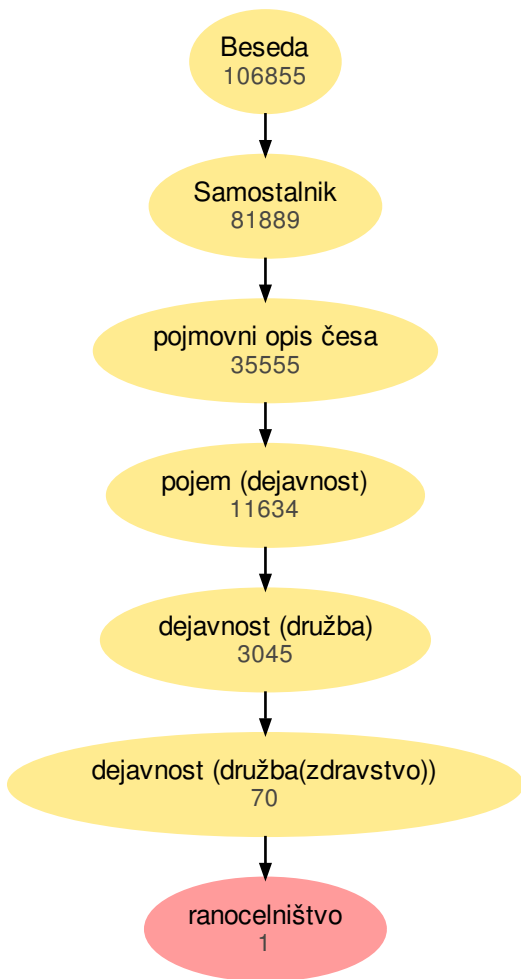 Beseda
106855
Samostalnik
81889
pojmovni opis česa
35555
pojem (dejavnost)
11634
dejavnost (družba)
3045
dejavnost (družba(zdravstvo))
70
ranocelništvo
1